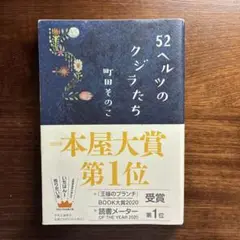 52ヘルツの
クジラたち
町田そのこ
本屋大賞
第1位
「王様のブランチ」
BOOK大賞2020
読書メーター
OF THE YEAR 2020
受賞
第1位